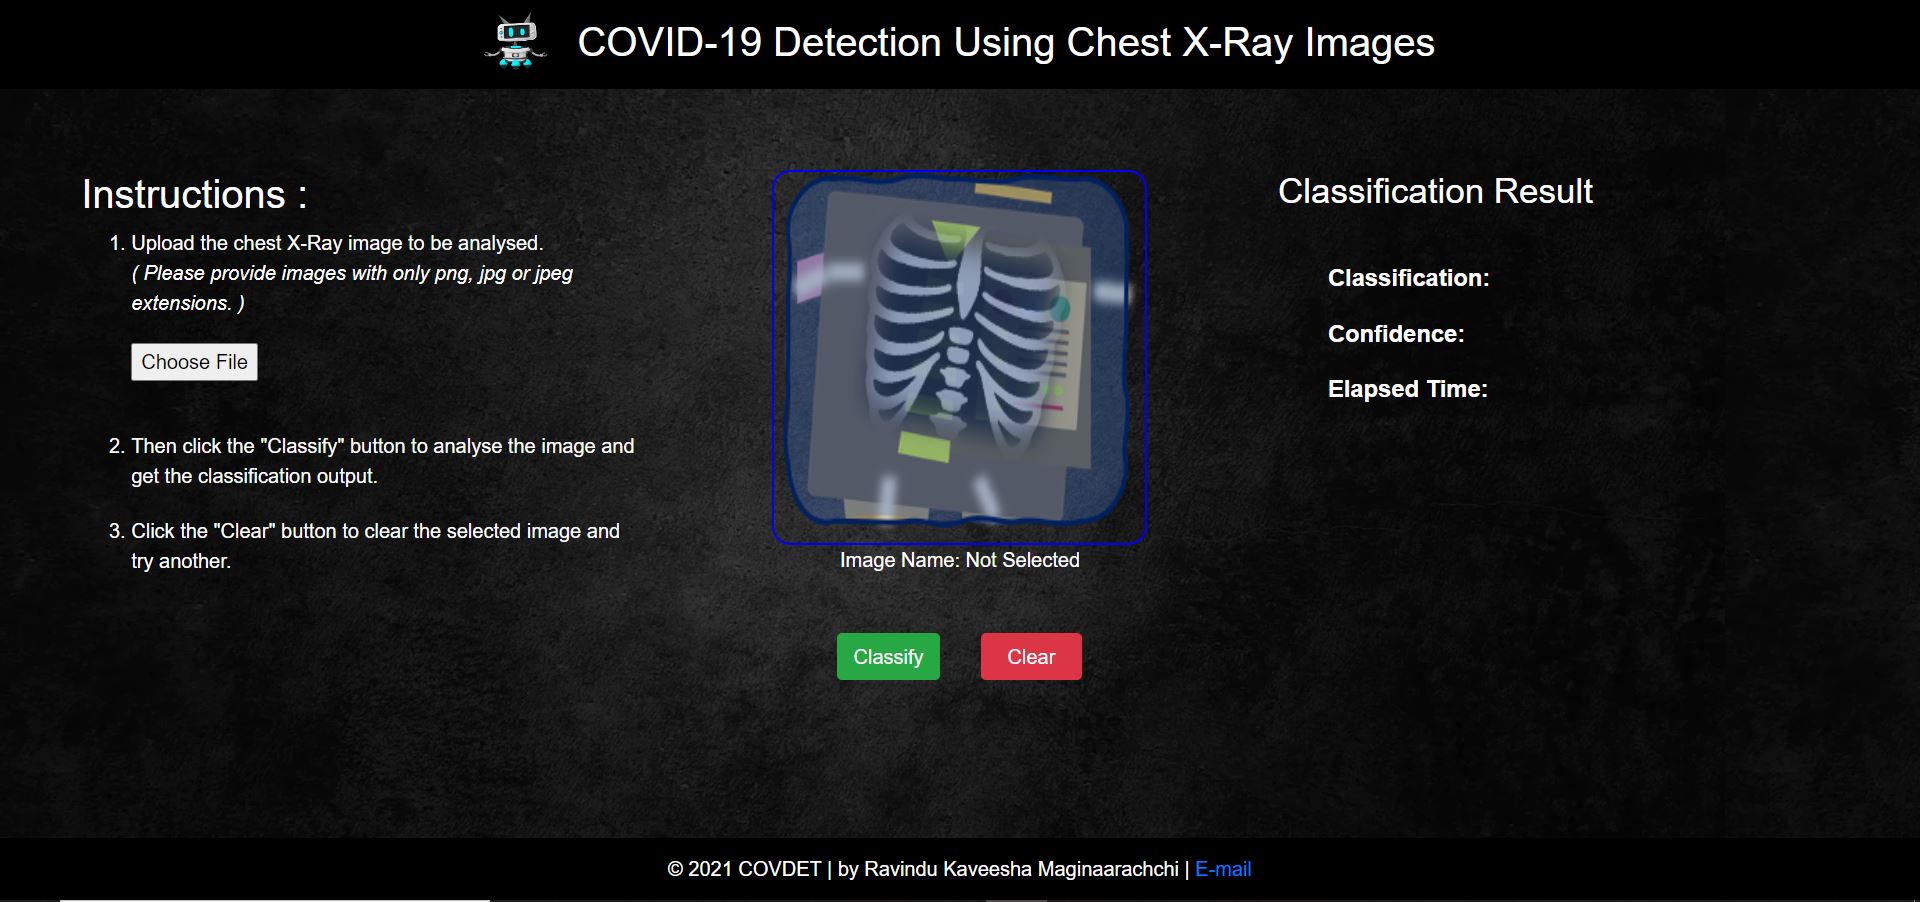 COVID-19 Detection Using Chest X-Ray Images
Instructions :
1. Upload the chest X-Ray image to be analysed.
( Please provide images with only png, jpg or jpeg
extensions. )
Choose File
2. Then click the "Classify" button to analyse the image and
get the classification output.
3. Click the "Clear" button to clear the selected image and
try another.
Image Name: Not Selected
Classify
Clear
Classification Result
Classification:
Confidence:
Elapsed Time:
© 2021 COVDET | by Ravindu Kaveesha Maginaarachchi | E-mail